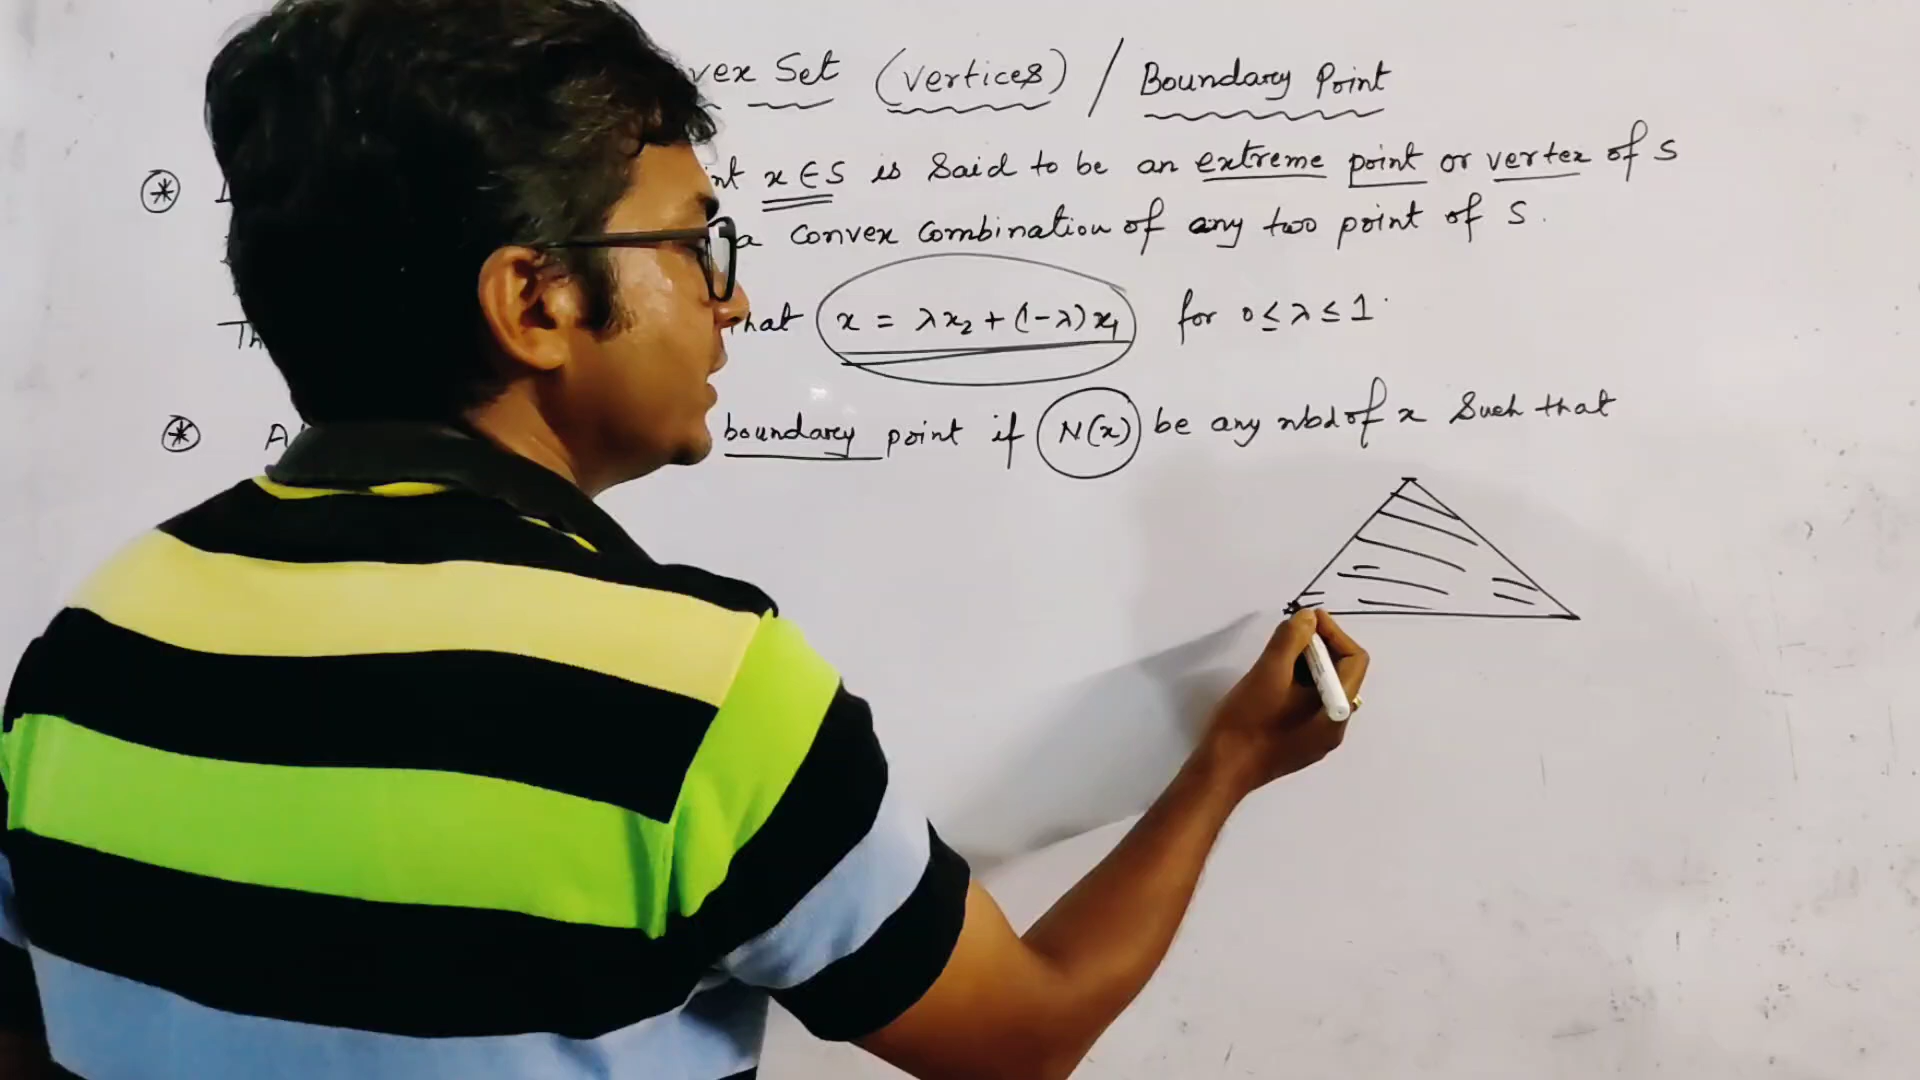 vex Set (vertices) / Boundary Point
int x ∈ S is said to be an extreme point or vertex of S
a convex combination of any two point of S.
that x = λx₂ + (1-λ)x₁ for 0 ≤ λ ≤ 1.
boundary point if N(x) be any nbd of x such that